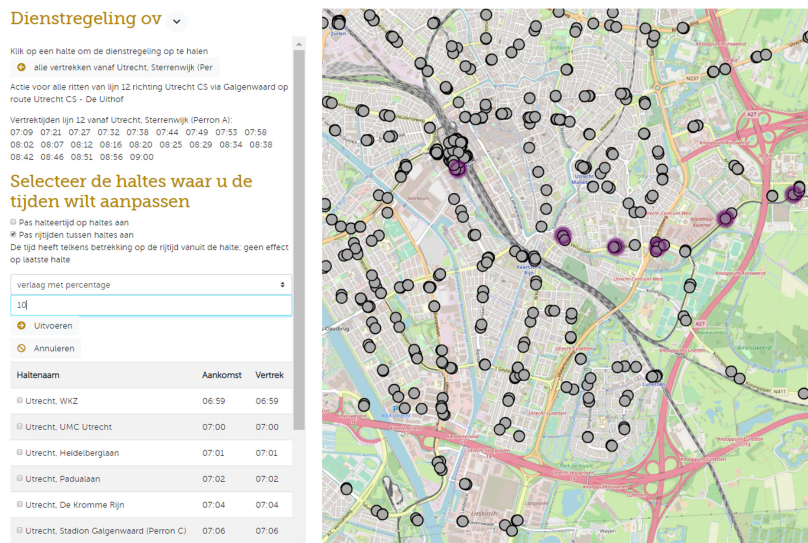 Dienstregeling ov
Klik op een halte om de dienstregeling op te halen
alle vertrekken vanaf Utrecht, Sterrenwijk (Per
Actie voor alle ritten van lijn 12 richting Utrecht CS via Galgenwaard op
route Utrecht CS - De Uithof
Vertrektijden lijn 12 vanaf Utrecht, Sterrenwijk (Perron A):
07:09 07:21 07:27 07:32 07:38 07:44 07:49 07:53 07:58
08:02 08:07 08:12 08:16 08:20 08:25 08:29 08:34 08:38
08:42 08:46 08:51 08:56 09:00
Selecteer de haltes waar u de
tijden wilt aanpassen
Pas halteertijd op haltes aan
Pas rijtijden tussen haltes aan
De tijd heeft telkens betrekking op de rijtijd vanuit de halte; geen effect
op laatste halte
verlaag met percentage
10
Uitvoeren
Annuleren
Haltenaam Aankomst Vertrek
Utrecht, WKZ 06:59 06:59
Utrecht, UMC Utrecht 07:00 07:00
Utrecht, Heidelberglaan 07:01 07:01
Utrecht, Padualaan 07:02 07:02
Utrecht, De Kromme Rijn 07:04 07:04
Utrecht, Stadion Galgenwaard (Perron C) 07:06 07:06
N237
A27
A27
N411
Utrecht Lunetten
Liesbosch